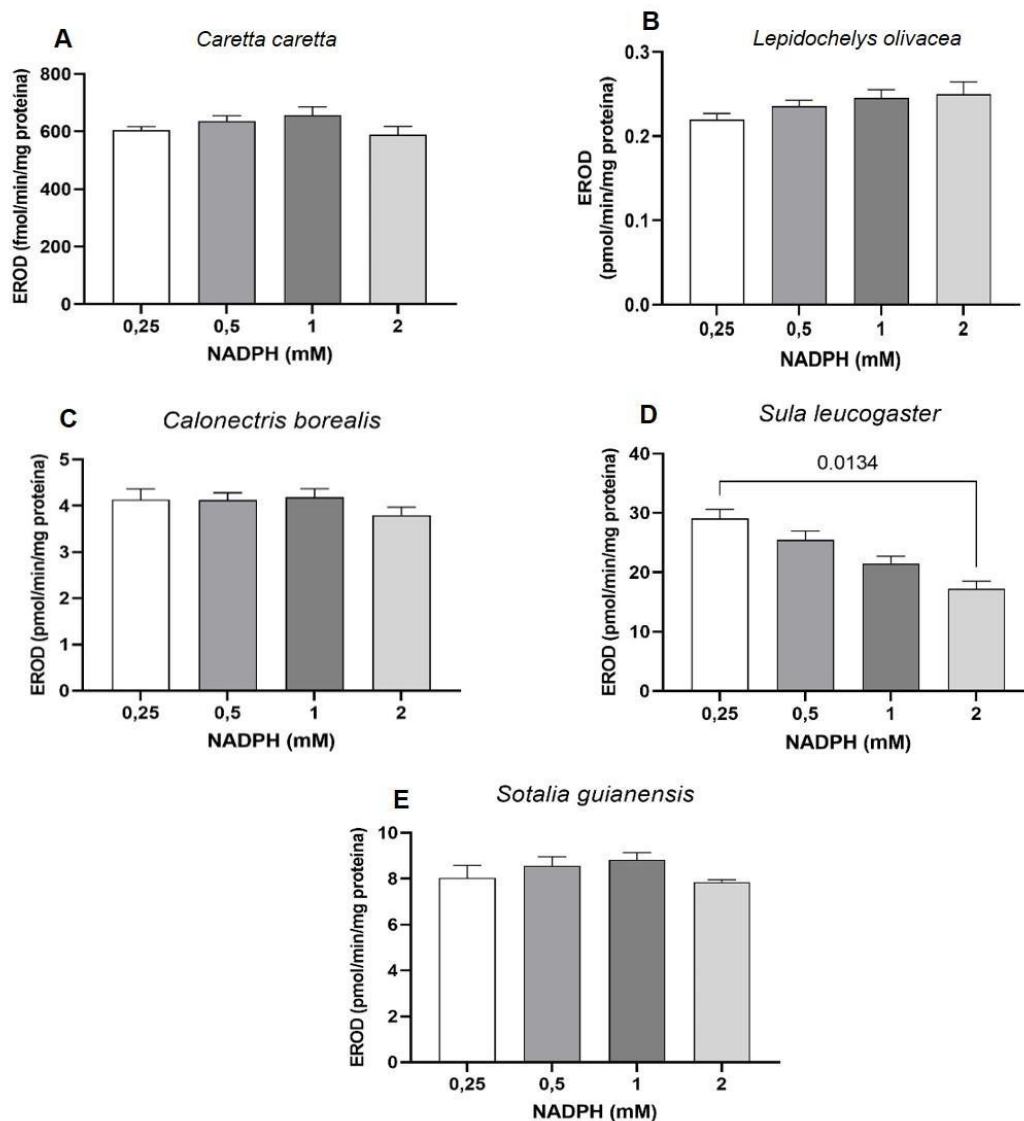 A
Caretta caretta
EROD (fmol/min/mg proteína)
800
600
400
200
0
0,25 0,5 1 2
NADPH (mM)
B
Lepidochelys olivacea
EROD
(pmol/min/mg proteína)
0.3
0.2
0.1
0.0
0,25 0,5 1 2
NADPH (mM)
C
Calonectris borealis
EROD (pmol/min/mg proteína)
5
4
3
2
1
0
0,25 0,5 1 2
NADPH (mM)
D
Sula leucogaster
0.0134
EROD (pmol/min/mg proteína)
40
30
20
10
0
0,25 0,5 1 2
NADPH (mM)
E
Sotalia guianensis
EROD (pmol/min/mg proteína)
10
8
6
4
2
0
0,25 0,5 1 2
NADPH (mM)